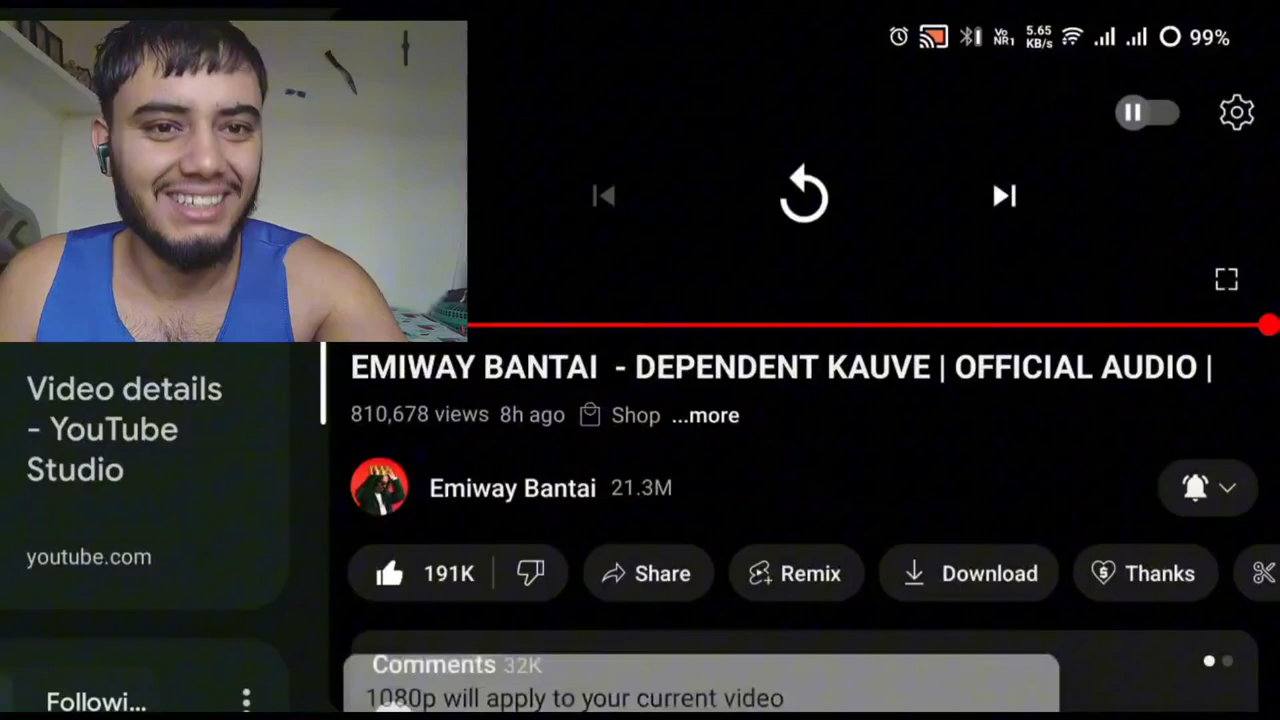 Vo
NR1
5.65
KB/s
99%
EMIWAY BANTAI - DEPENDENT KAUVE | OFFICIAL AUDIO |
810,678 views 8h ago Shop ...more
Video details
- YouTube
Studio
youtube.com
Emiway Bantai 21.3M
191K
Share
Remix
Download
Thanks
Comments 32K
1080p will apply to your current video
Followi...